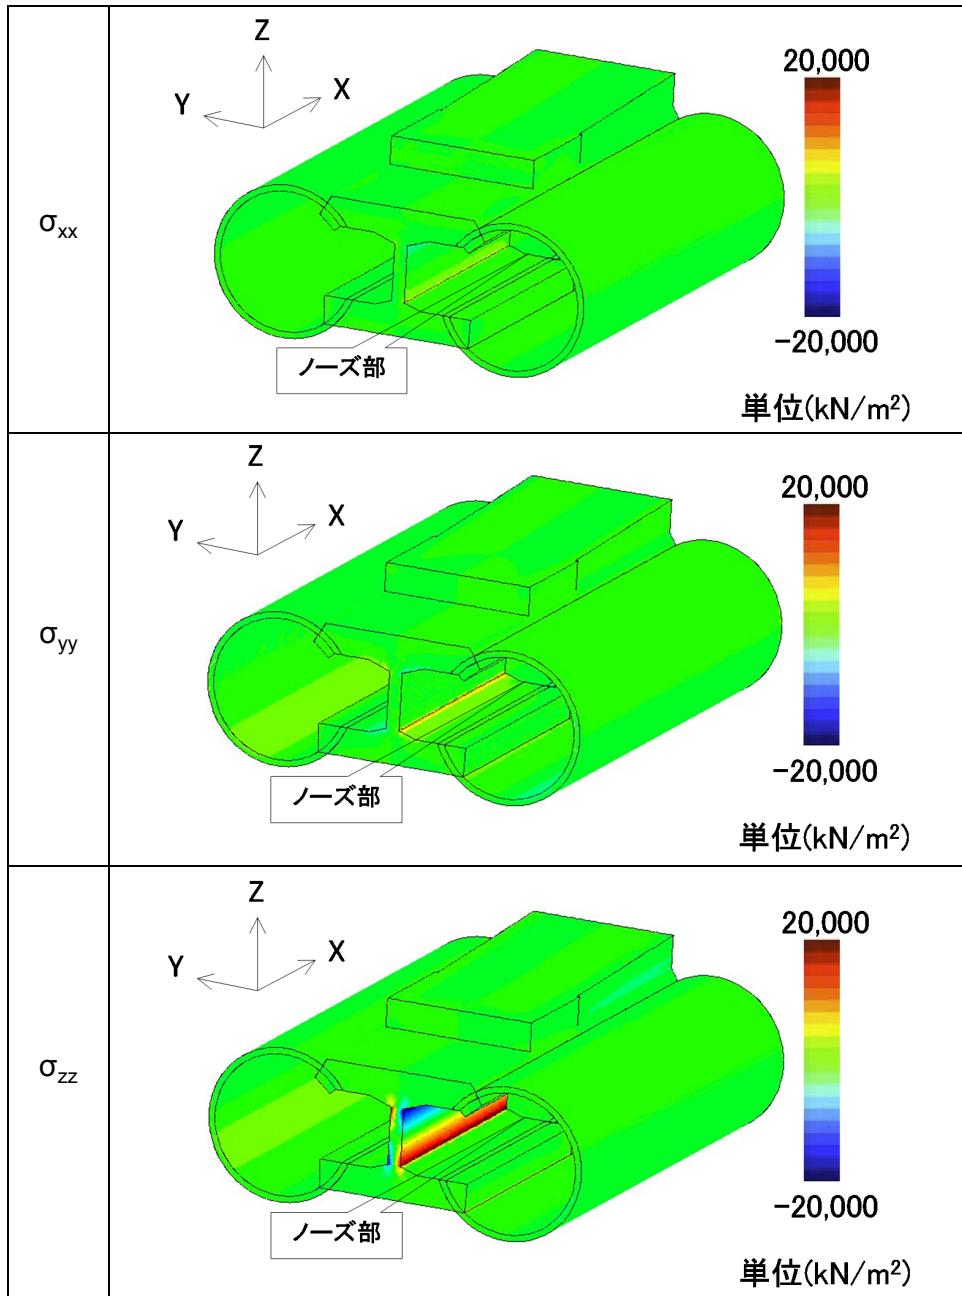 σxx
Z
Y
X
20,000
-20,000
ノーズ部
単位(kN/m²)
σyy
Z
Y
X
20,000
-20,000
ノーズ部
単位(kN/m²)
σzz
Z
Y
X
20,000
-20,000
ノーズ部
単位(kN/m²)